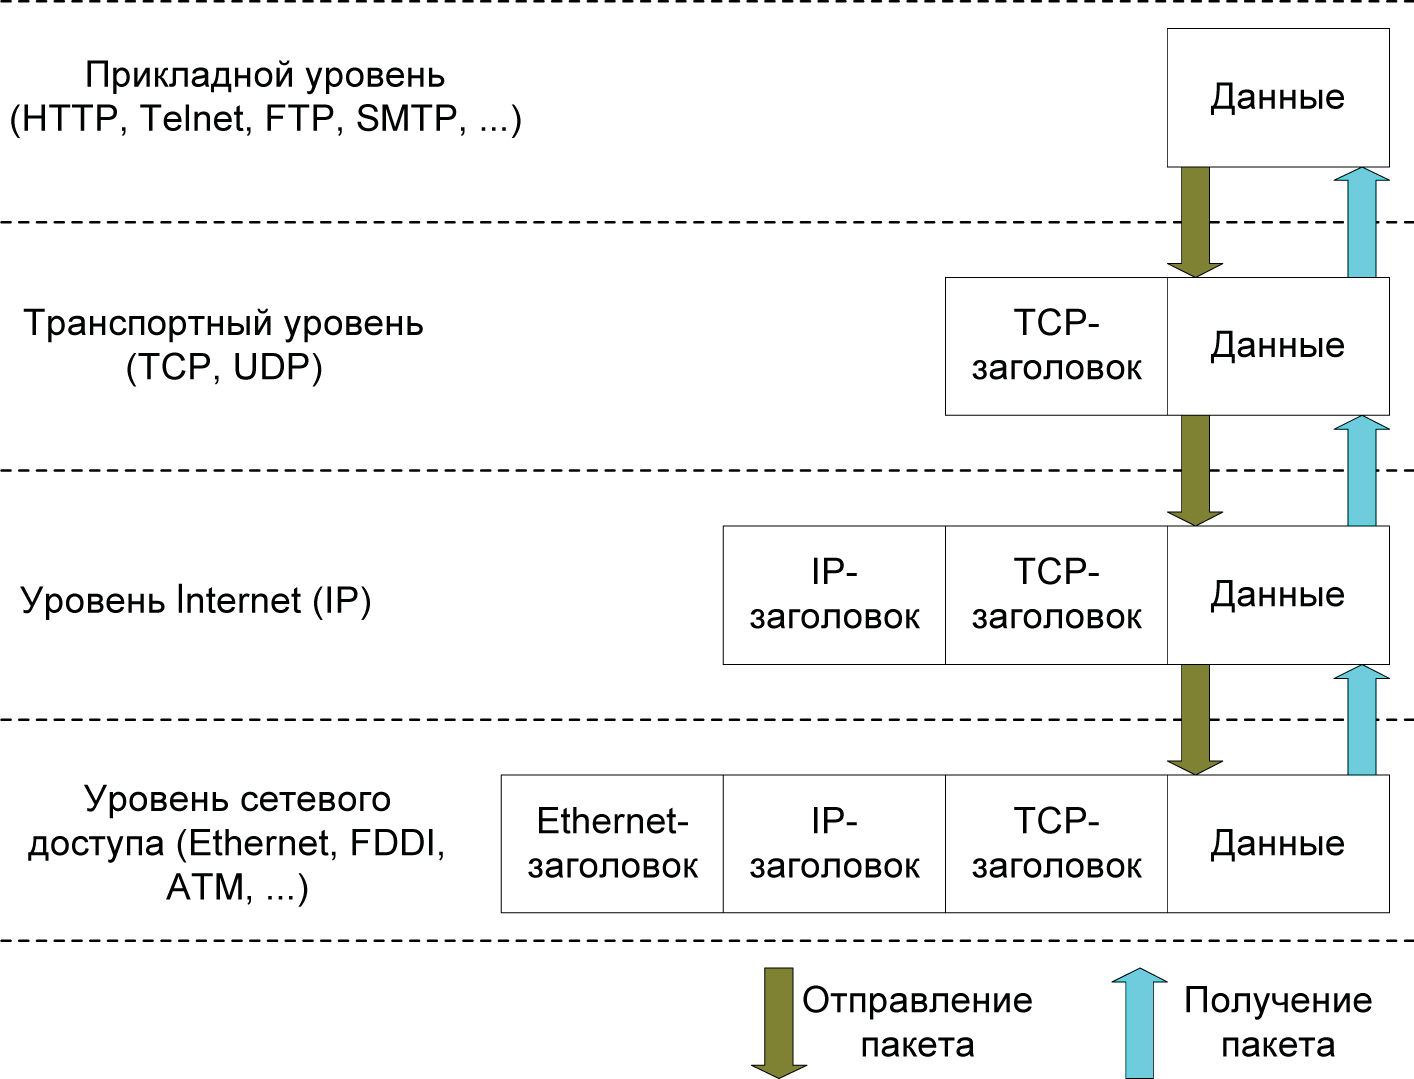 Прикладной уровень
(HTTP, Telnet, FTP, SMTP, ...)
Данные
Транспортный уровень
(TCP, UDP)
TCP-
заголовок
Данные
Уровень Internet (IP)
IP-
заголовок
TCP-
заголовок
Данные
Уровень сетевого
доступа (Ethernet, FDDI,
ATM, ...)
Ethernet-
заголовок
IP-
заголовок
TCP-
заголовок
Данные
Отправление
пакета
Получение
пакета